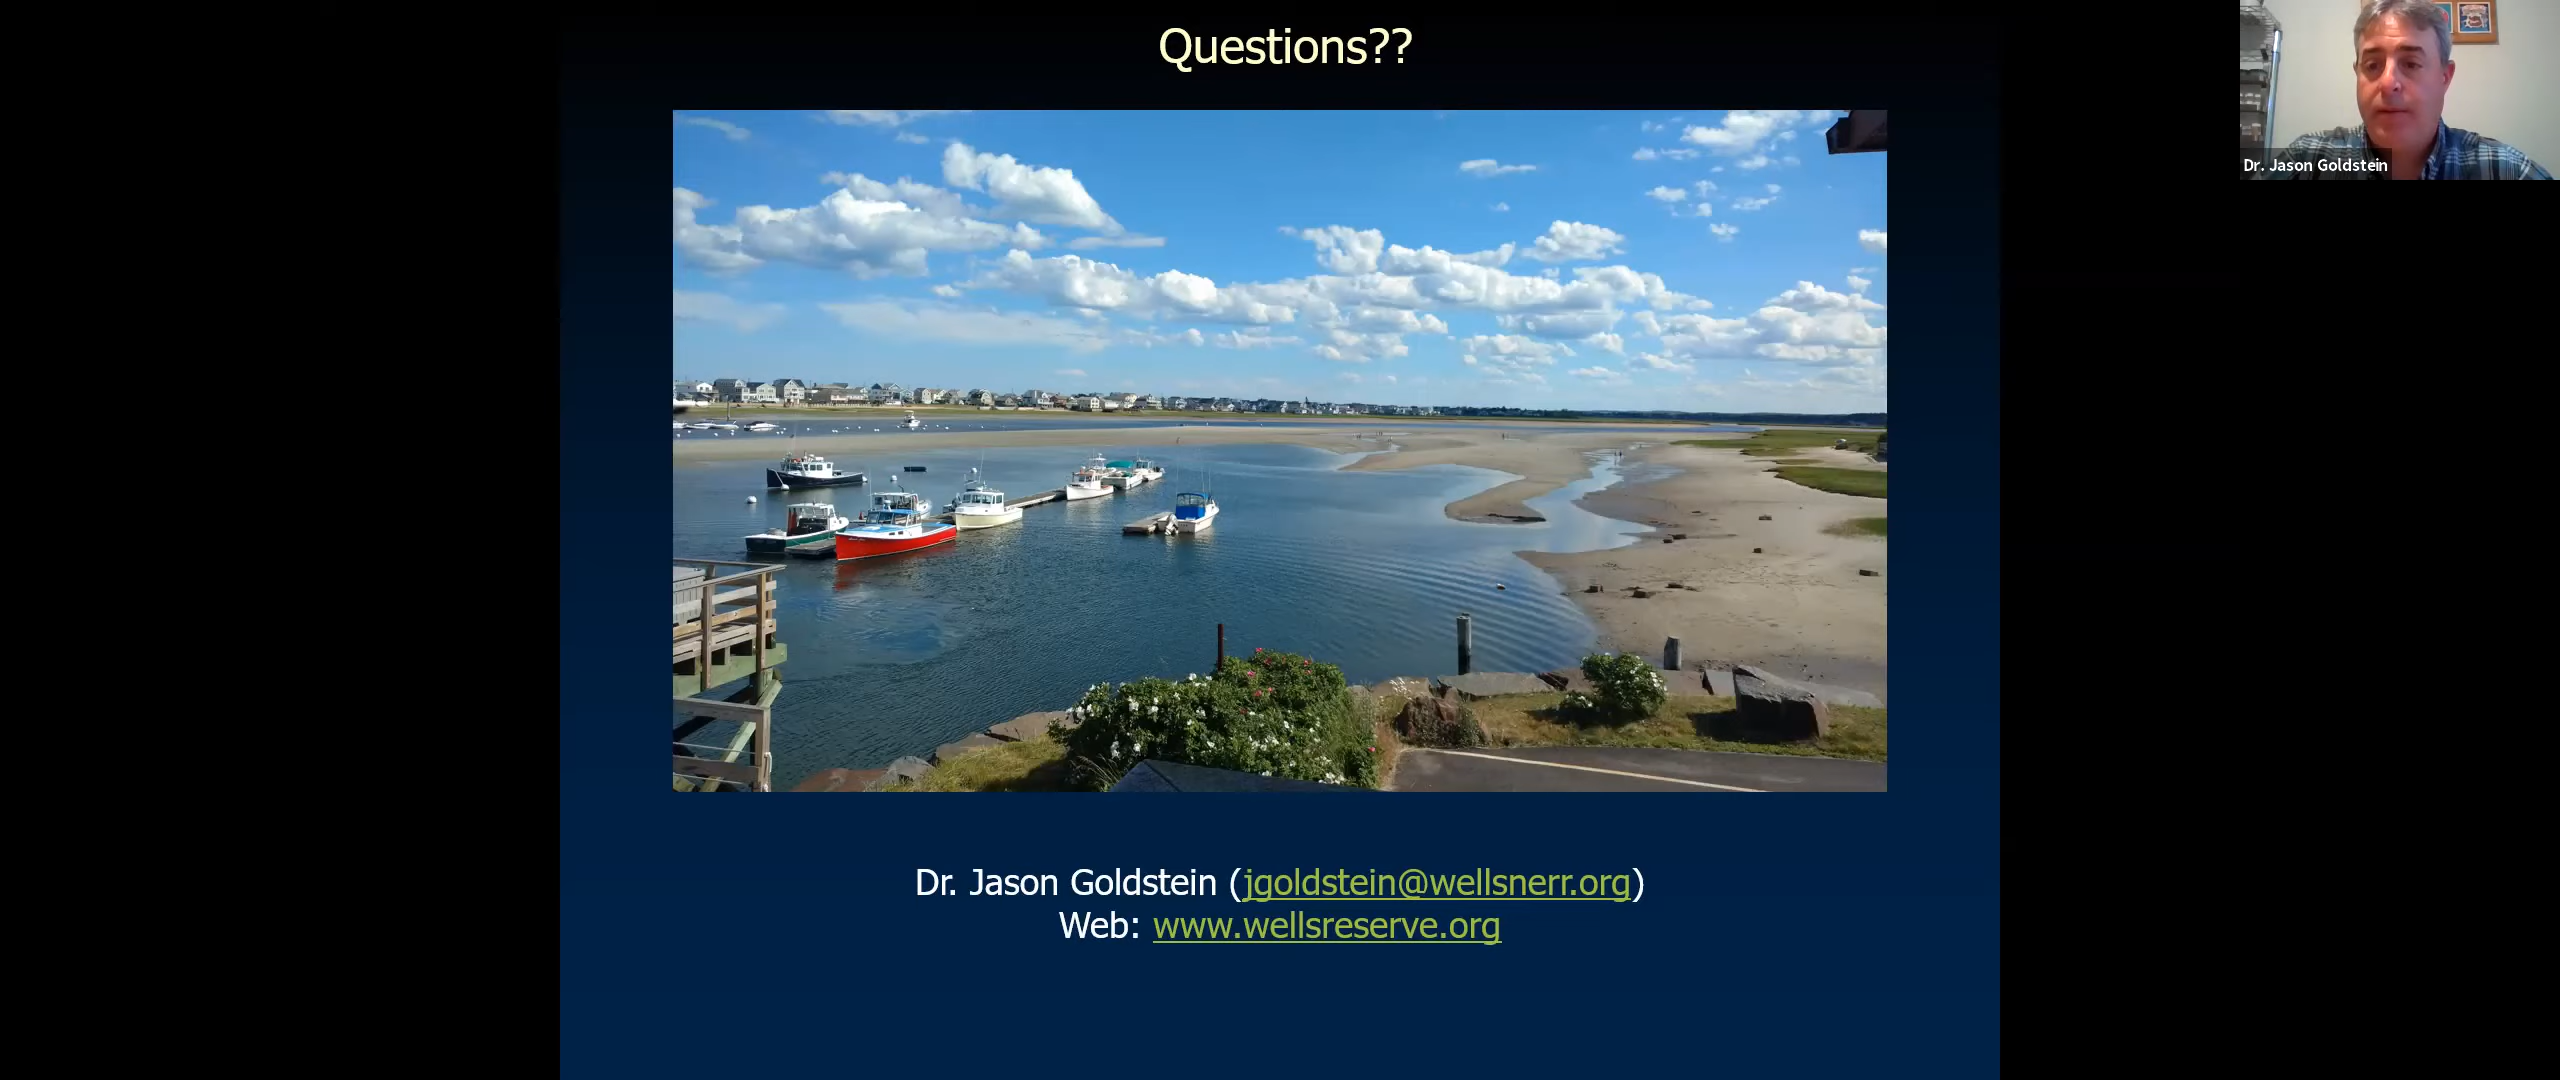 Questions??
Dr. Jason Goldstein
Dr. Jason Goldstein (jgoldstein@wellsnerr.org)
Web: www.wellsreserve.org